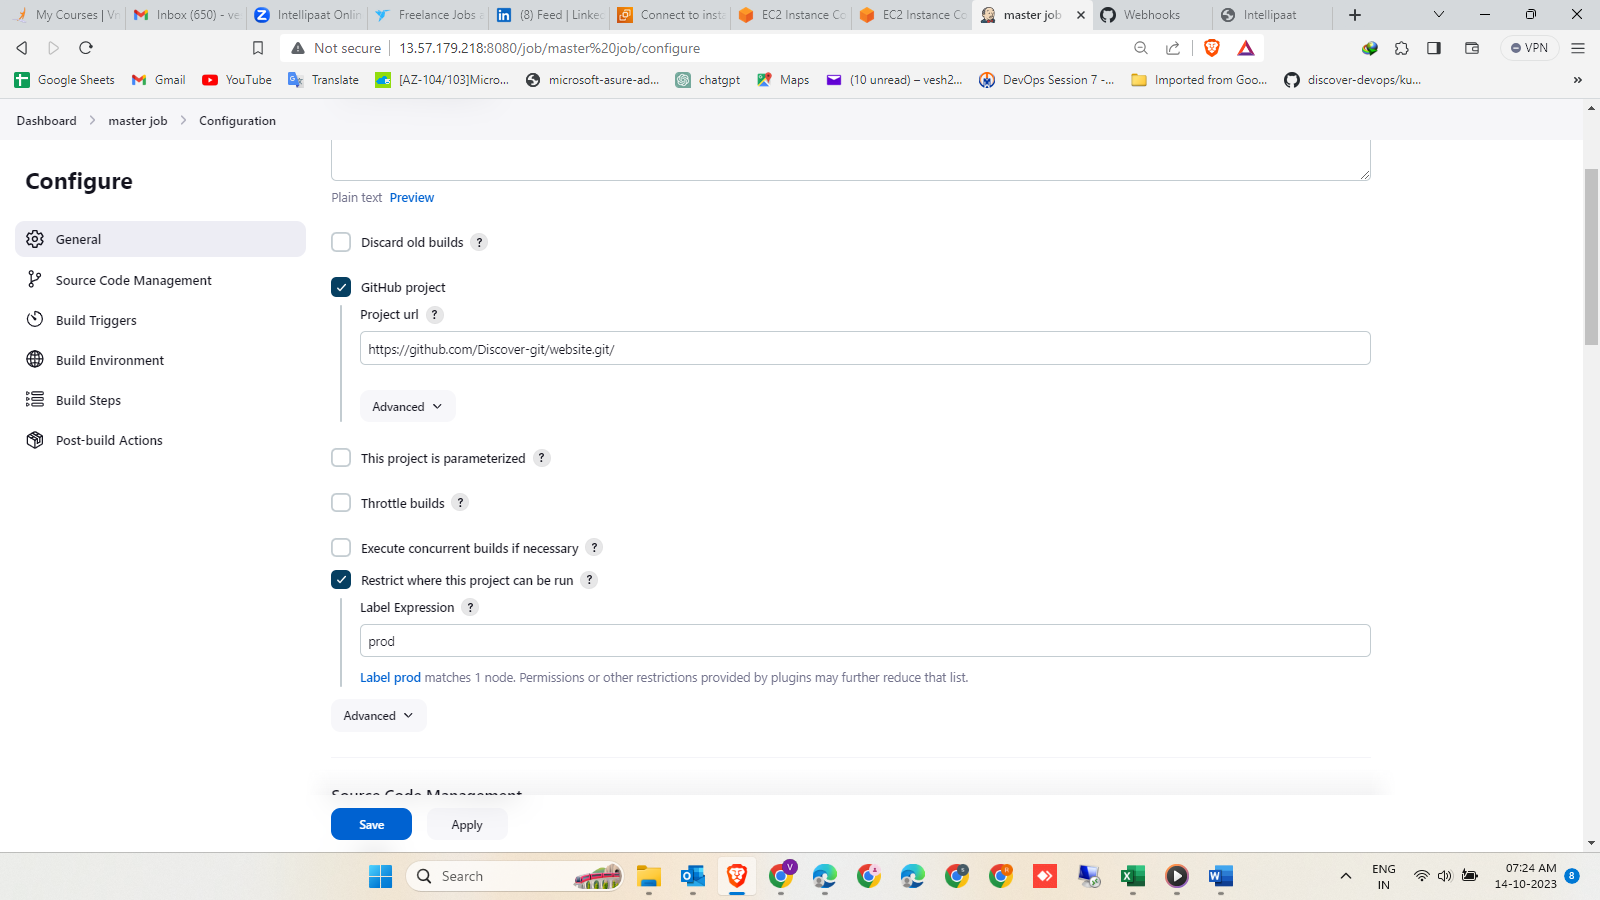 My Courses | Vn
Inbox (650) - ve
Intellipaat Onlin
Freelance Jobs a
(8) Feed | Linked
Connect to insta
EC2 Instance Co
EC2 Instance Co
master job
Webhooks
Intellipaat
Not secure
13.57.179.218:8080/job/master%20job/configure
VPN
Google Sheets
Gmail
YouTube
Translate
[AZ-104/103]Micro...
microsoft-asure-ad...
chatgpt
Maps
(10 unread) – vesh2...
DevOps Session 7 -...
Imported from Goo...
discover-devops/ku...
»
Dashboard > master job > Configuration
Configure
General
Source Code Management
Build Triggers
Build Environment
Build Steps
Post-build Actions
Plain text Preview
Discard old builds ?
GitHub project
Project url ?
https://github.com/Discover-git/website.git/
Advanced
This project is parameterized ?
Throttle builds ?
Execute concurrent builds if necessary ?
Restrict where this project can be run ?
Label Expression ?
prod
Label prod matches 1 node. Permissions or other restrictions provided by plugins may further reduce that list.
Advanced
Source Code Management
Save
Apply
Search
ENG
IN
07:24 AM
14-10-2023
8